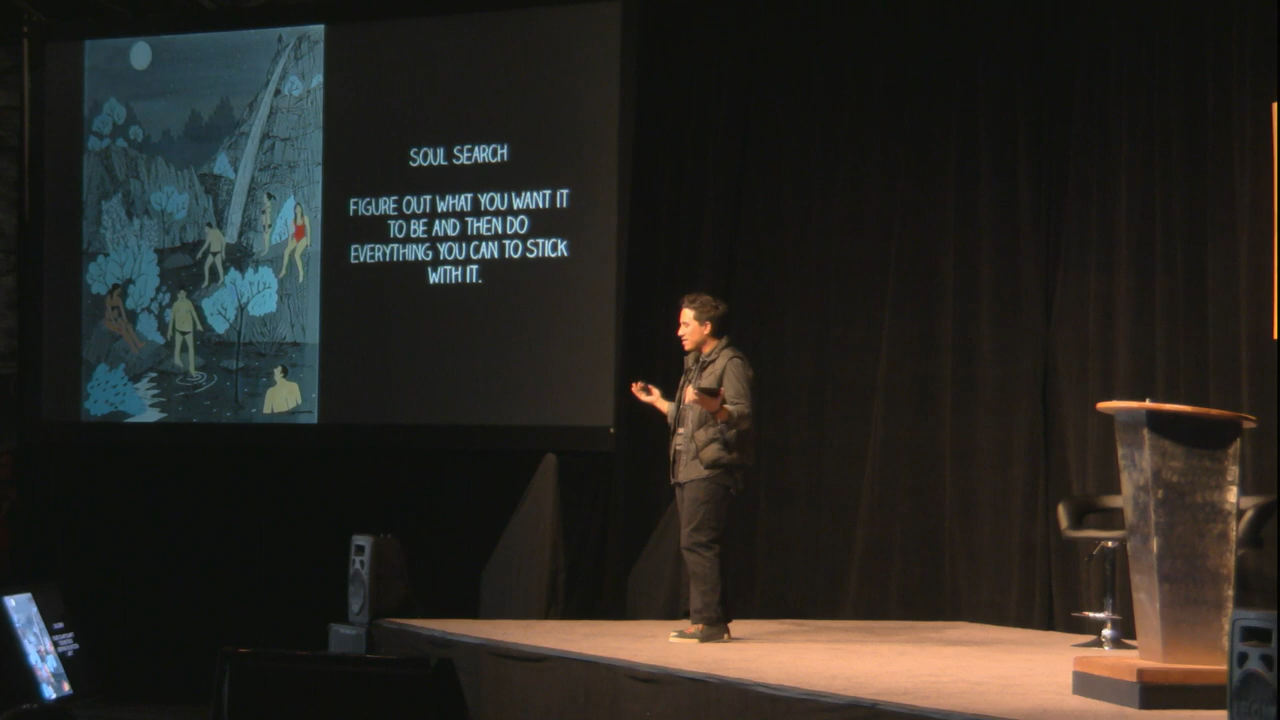 SOUL SEARCH
FIGURE OUT WHAT YOU WANT IT
TO BE AND THEN DO
EVERYTHING YOU CAN TO STICK
WITH IT.